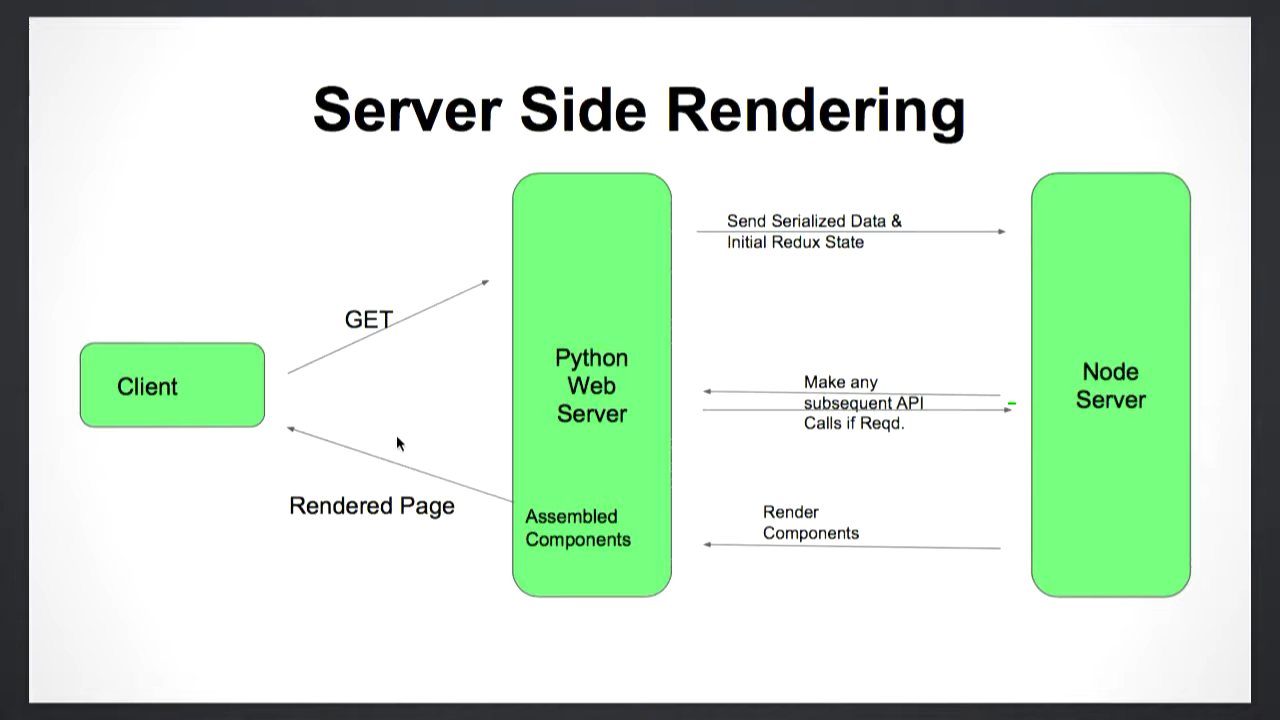 Server Side Rendering
Send Serialized Data &
Initial Redux State
GET
Client
Python
Web
Server
Make any
subsequent API
Calls if Reqd.
Node
Server
Rendered Page
Assembled
Components
Render
Components